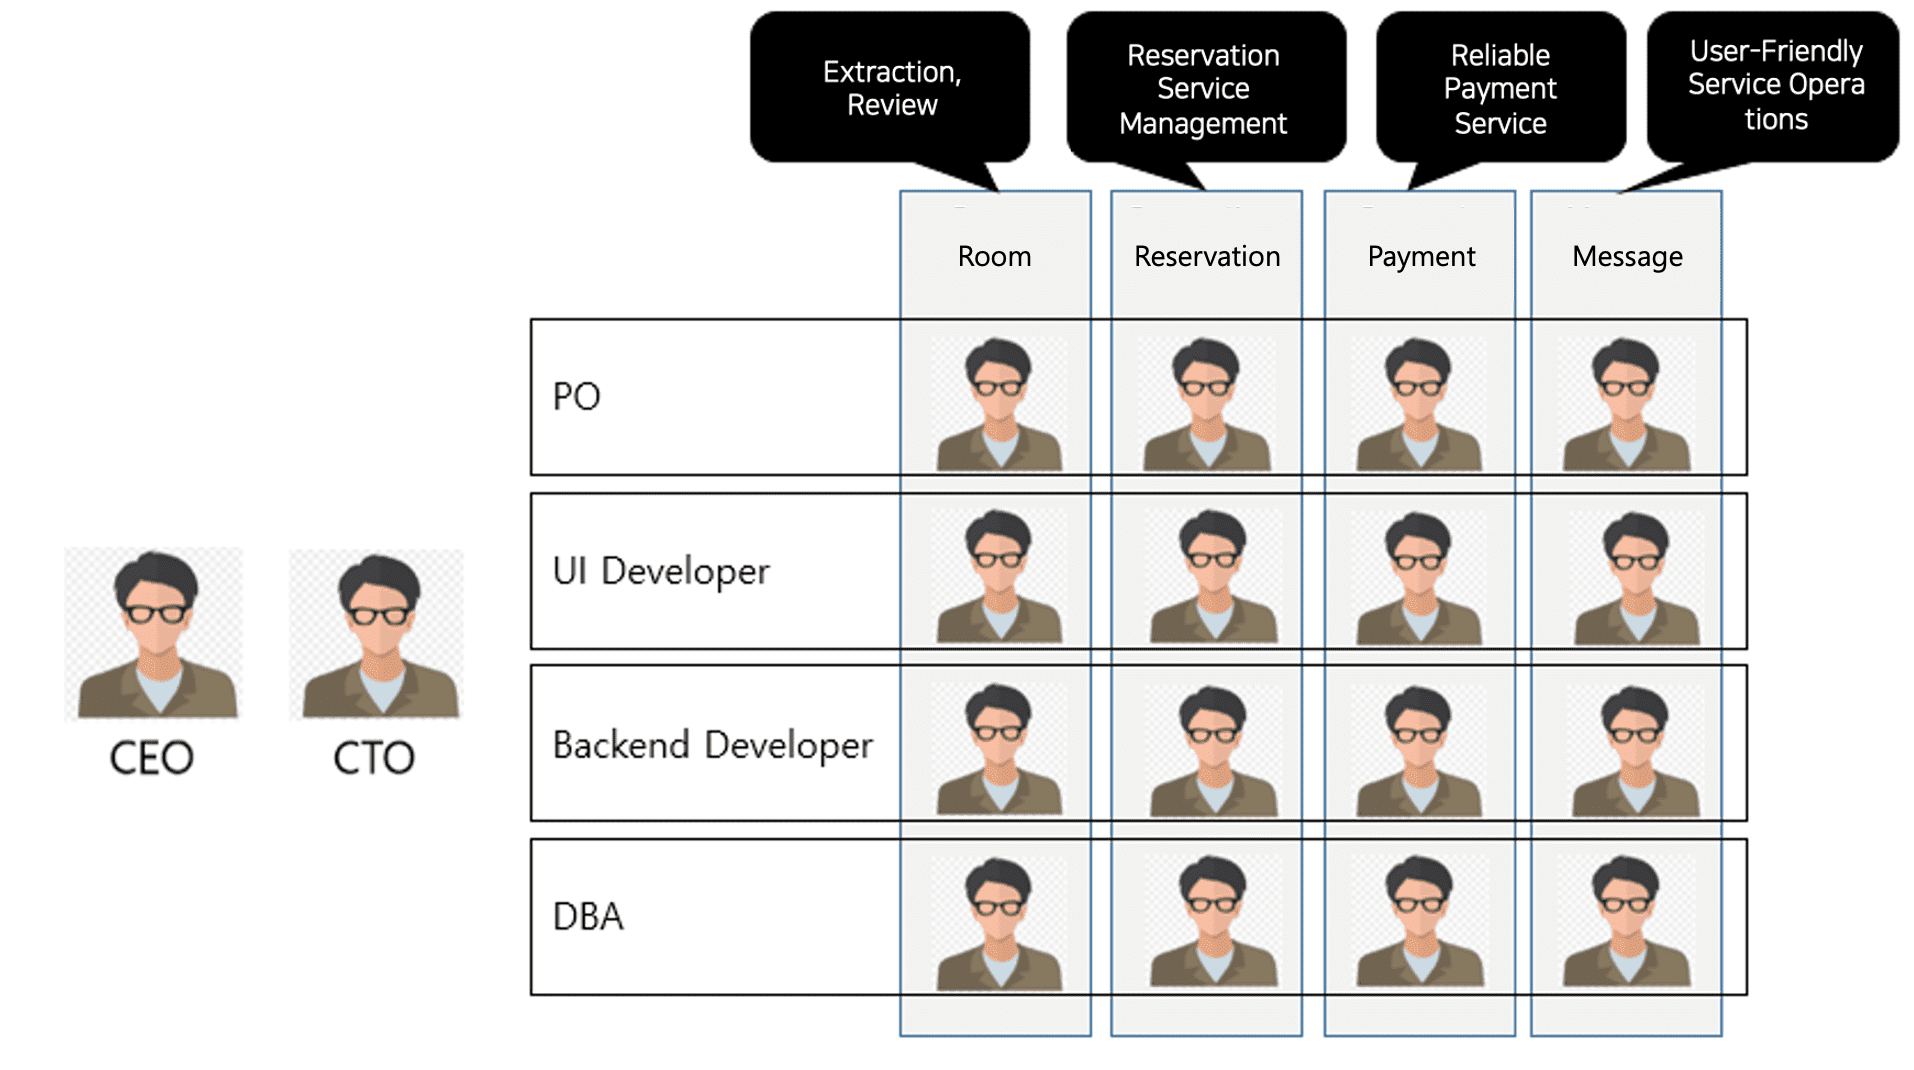 Extraction,
Review
Reservation
Service
Management
Reliable
Payment
Service
User-Friendly
Service Opera
tions
Room
Reservation
Payment
Message
PO
UI Developer
Backend Developer
DBA
CEO
CTO